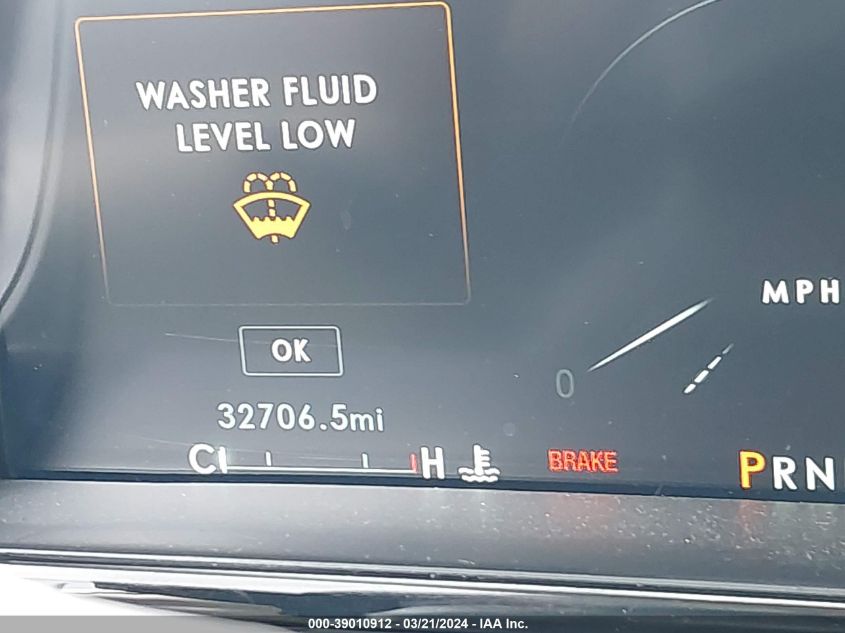 WASHER FLUID
LEVEL LOW
OK
MPH
0
32706.5mi
C H
BRAKE
PRN
000-39010912 - 03/21/2024 - IAA Inc.